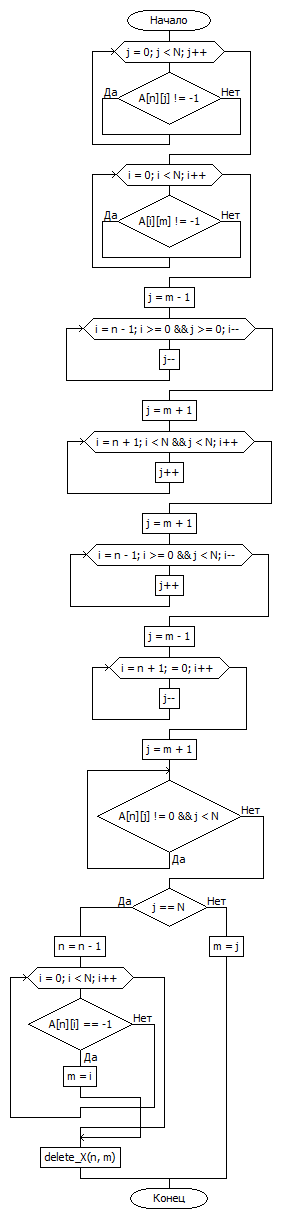 Начало
j = 0; j < N; j++
A[n][j] != -1
Да
Нет
i = 0; i < N; i++
A[i][m] != -1
Да
Нет
j = m - 1
i = n - 1; i >= 0 && j >= 0; i--
j--
j = m + 1
i = n + 1; i < N && j < N; i++
j++
j = m + 1
i = n - 1; i >= 0 && j < N; i--
j++
j = m - 1
i = n + 1; = 0; i++
j--
j = m + 1
A[n][j] != 0 && j < N
Нет
Да
j == N
Да
Нет
n = n - 1
m = j
i = 0; i < N; i++
A[n][i] == -1
Нет
Да
m = i
delete_X(n, m)
Конец